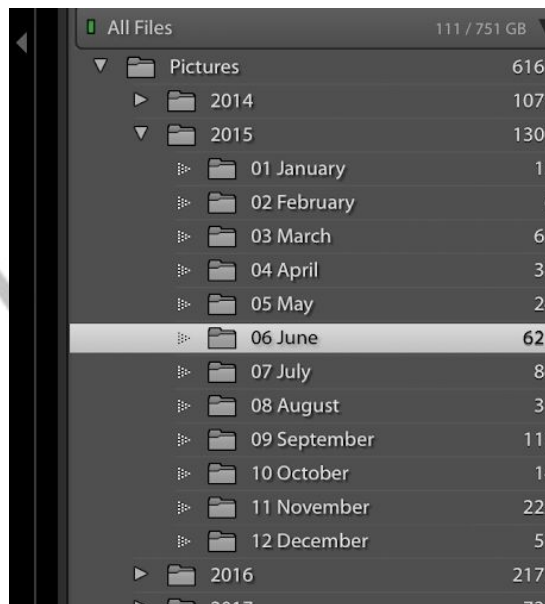 All Files 111 / 751 GB
Pictures 616
2014 107
2015 130
01 January 1
02 February
03 March 6
04 April 3
05 May 2
06 June 62
07 July 8
08 August 3
09 September 11
10 October 1
11 November 22
12 December 5
2016 217